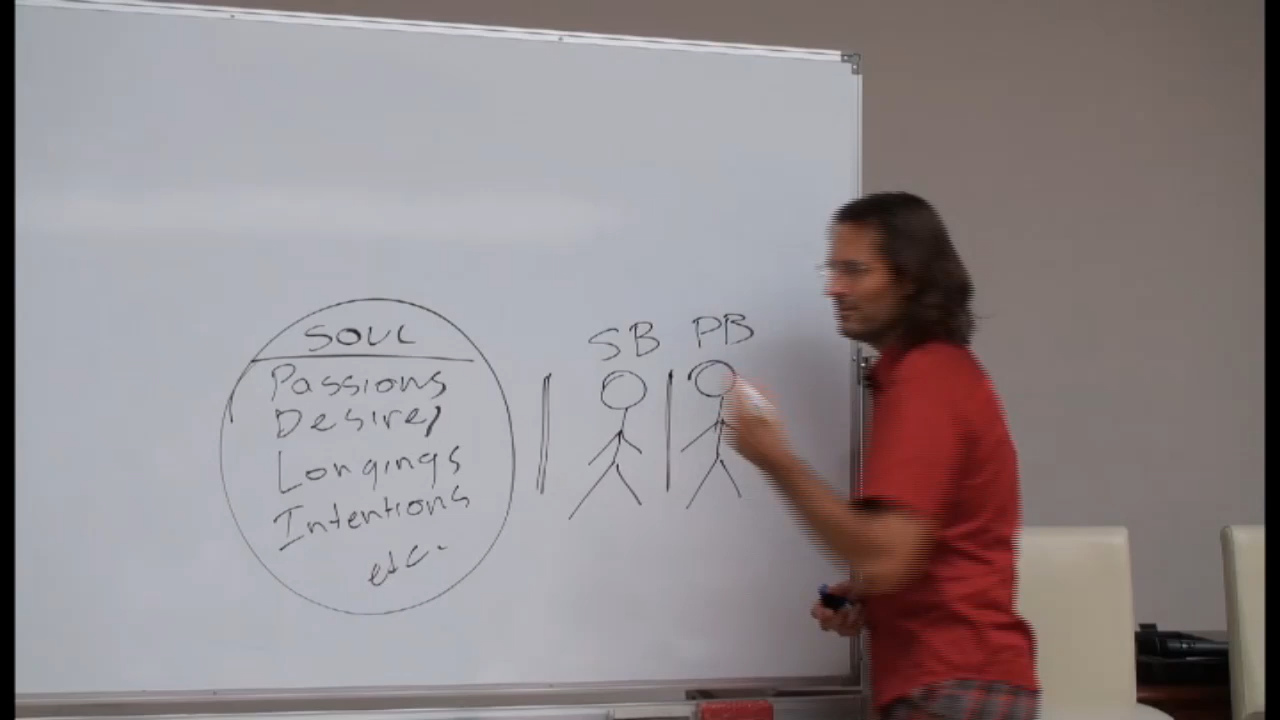 SOUL
Passions
Desires
Longings
Intentions
etc.
SB
PB